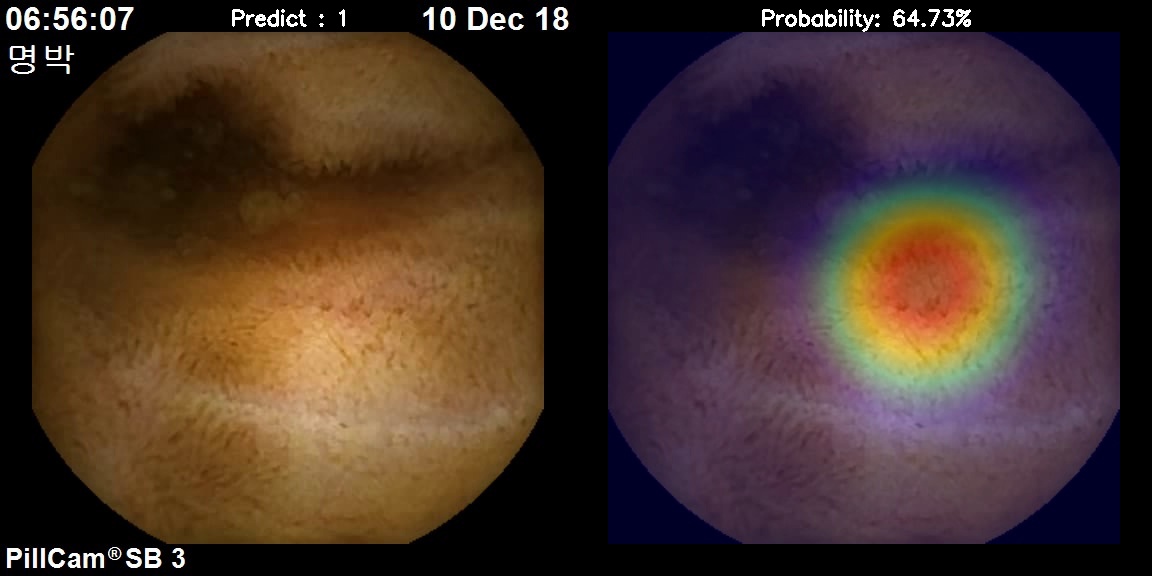 06:56:07 Predict : 1 10 Dec 18 Probability: 64.73%
명박
PillCam® SB 3